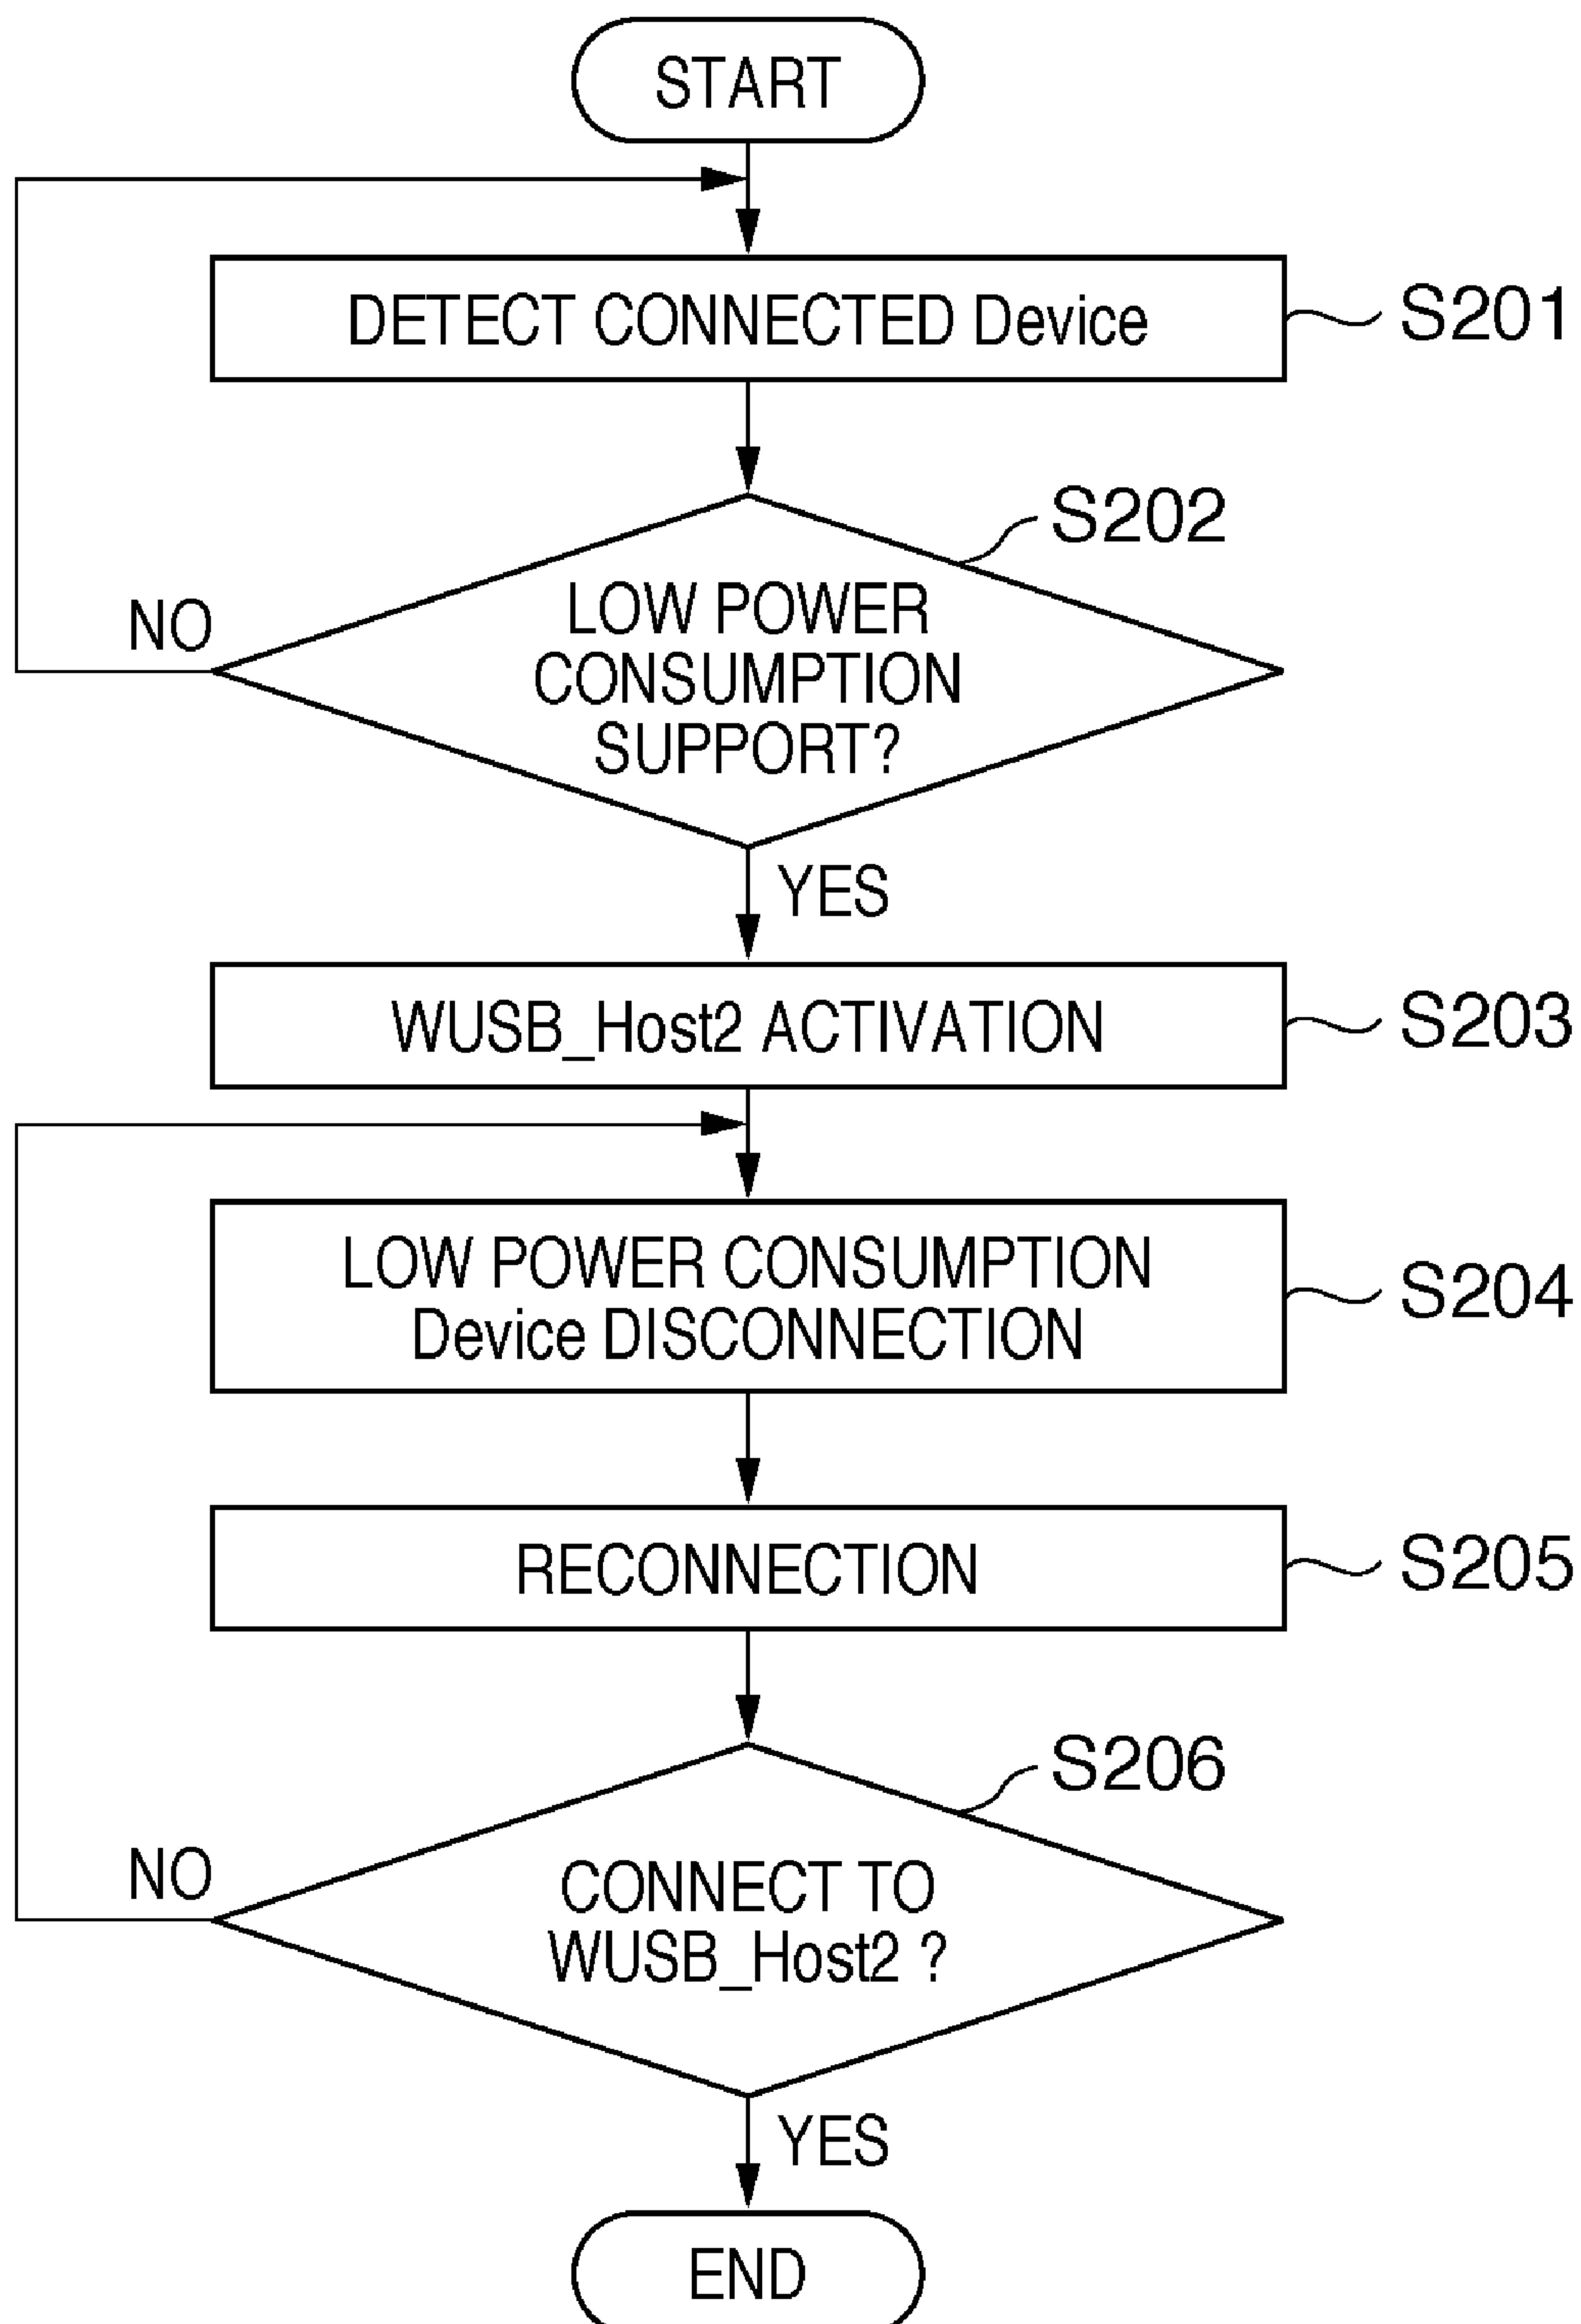 START
DETECT CONNECTED Device
S201
S202
LOW POWER
CONSUMPTION
SUPPORT?
NO
YES
WUSB_Host2 ACTIVATION
S203
LOW POWER CONSUMPTION
Device DISCONNECTION
S204
RECONNECTION
S205
S206
CONNECT TO
WUSB_Host2 ?
NO
YES
END